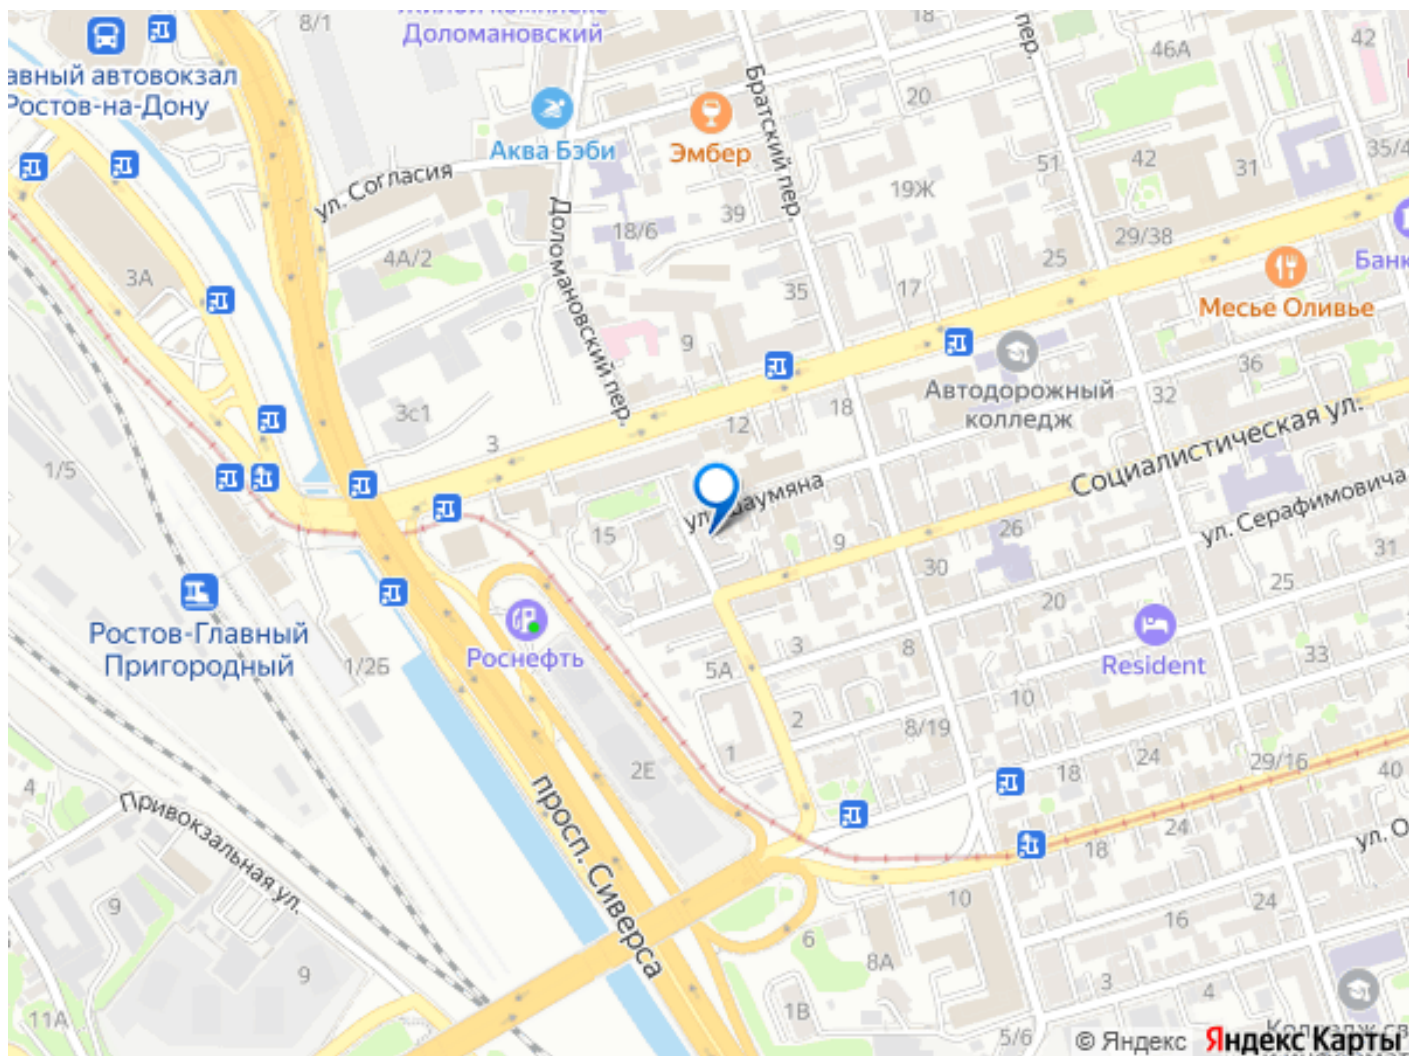 8/1
Доломановский
18
пер.
46А
42
авный автовокзал
Ростов-на-Дону
Братский пер.
20
Аква Бэби
Эмбер
51
42
31
35/4
ул. Согласия
19Ж
39
18/6
Доломановский пер.
4А/2
29/38
25
3А
Банк
35
17
Месье Оливье
9
36
Автодорожный
колледж
32
3с1
18
12
Социалистическая ул.
3
1/5
ул. Шаумяна
ул. Серафимовича
15
9
26
31
30
25
20
Ростов-Главный
Пригородный
1/2Б
Роснефть
3
8
5А
Resident
33
10
2
8/19
1
24
29/16
18
40
2Е
4
просп. Сиверса
Привокзальная ул.
24
18
ул. О
9
10
24
16
6
8А
9
3
4
1В
11А
5/6
© Яндекс
Яндекс Карты